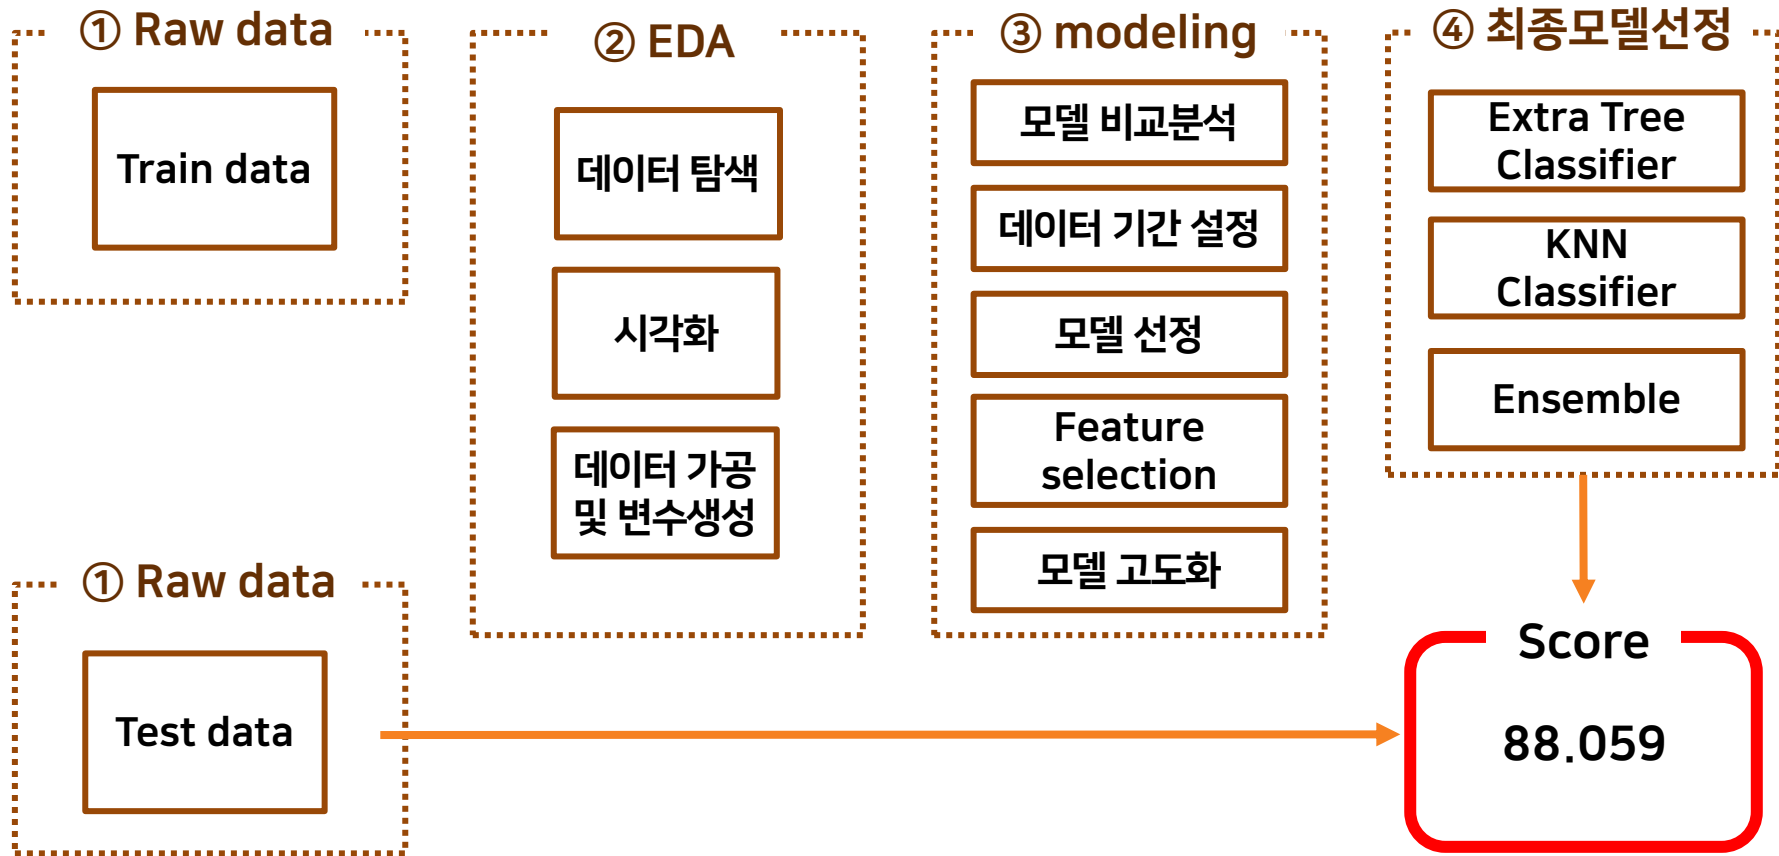 ① Raw data
Train data
② EDA
데이터 탐색
시각화
데이터 가공
및 변수생성
③ modeling
모델 비교분석
데이터 기간 설정
모델 선정
Feature
selection
모델 고도화
④ 최종모델선정
Extra Tree
Classifier
KNN
Classifier
Ensemble
① Raw data
Test data
Score
88.059